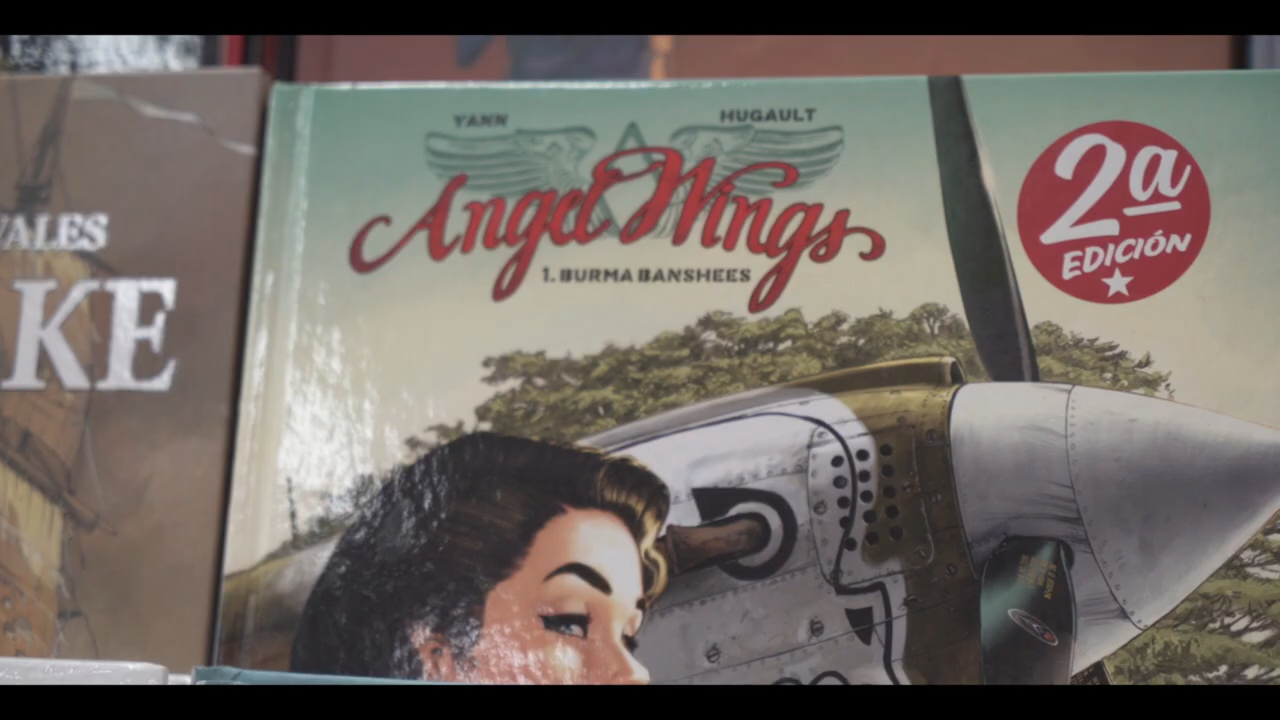 VALES
KE
YANN
HUGAULT
Angel Wings
1. BURMA BANSHEES
2ª
EDICIÓN